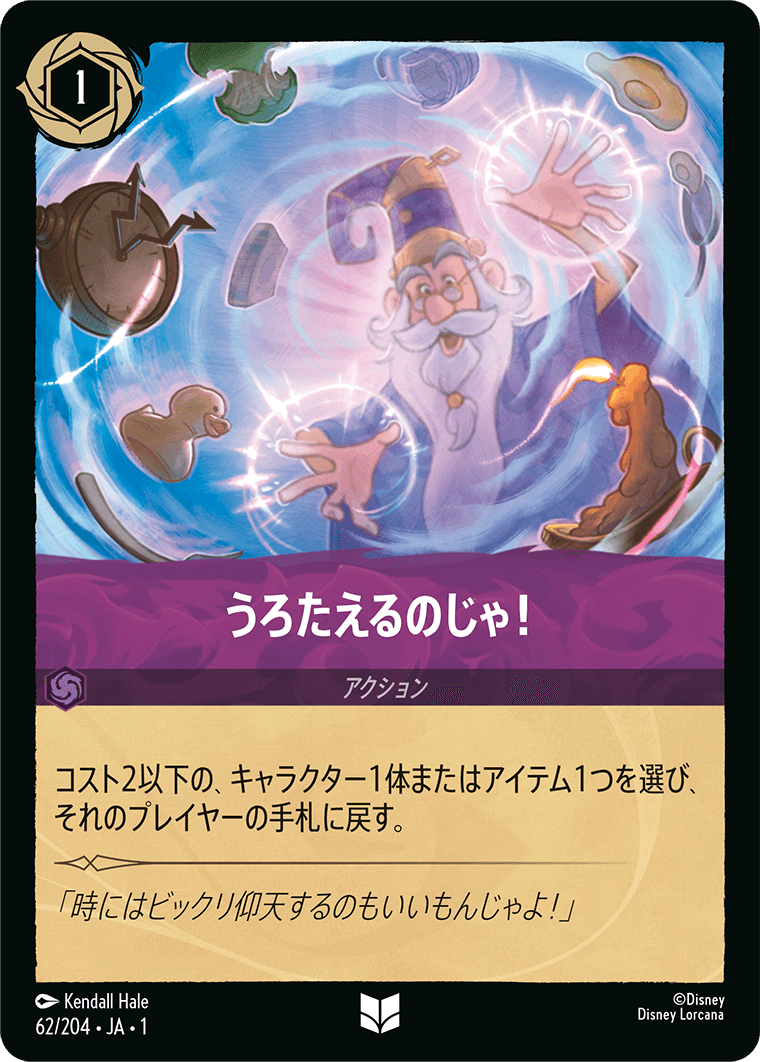 1
うろたえるのじゃ!
アクション
コスト2以下の、キャラクター1体またはアイテム1つを選び、
それのプレイヤーの手札に戻す。
「時にはビックリ仰天するのもいいもんじゃよ!」
Kendall Hale
62/204 • JA • 1
©Disney
Disney Lorcana